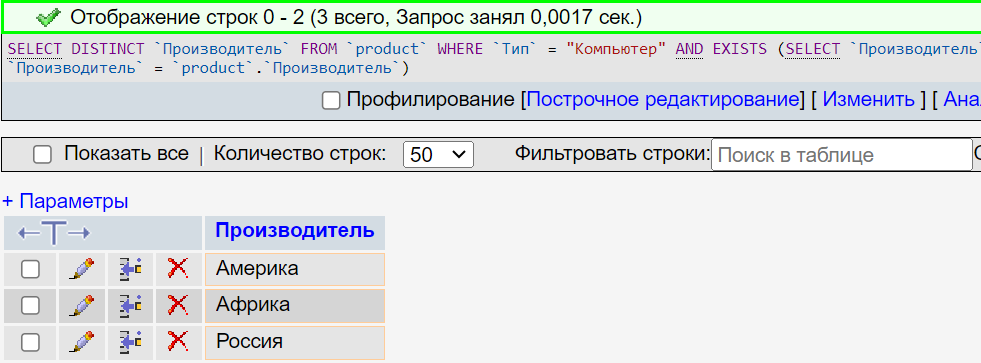 Отображение строк 0 - 2 (3 всего, Запрос занял 0,0017 сек.)
SELECT DISTINCT `Производитель` FROM `product` WHERE `Тип` = "Компьютер" AND EXISTS (SELECT `Производитель`
`Производитель` = `product`.`Производитель`)
Профилирование [Построчное редактирование] [ Изменить ] [
Показать все | Количество строк: 50 Фильтровать строки: Поиск в таблице
+ Параметры
←T→ Производитель
Америка
Африка
Россия